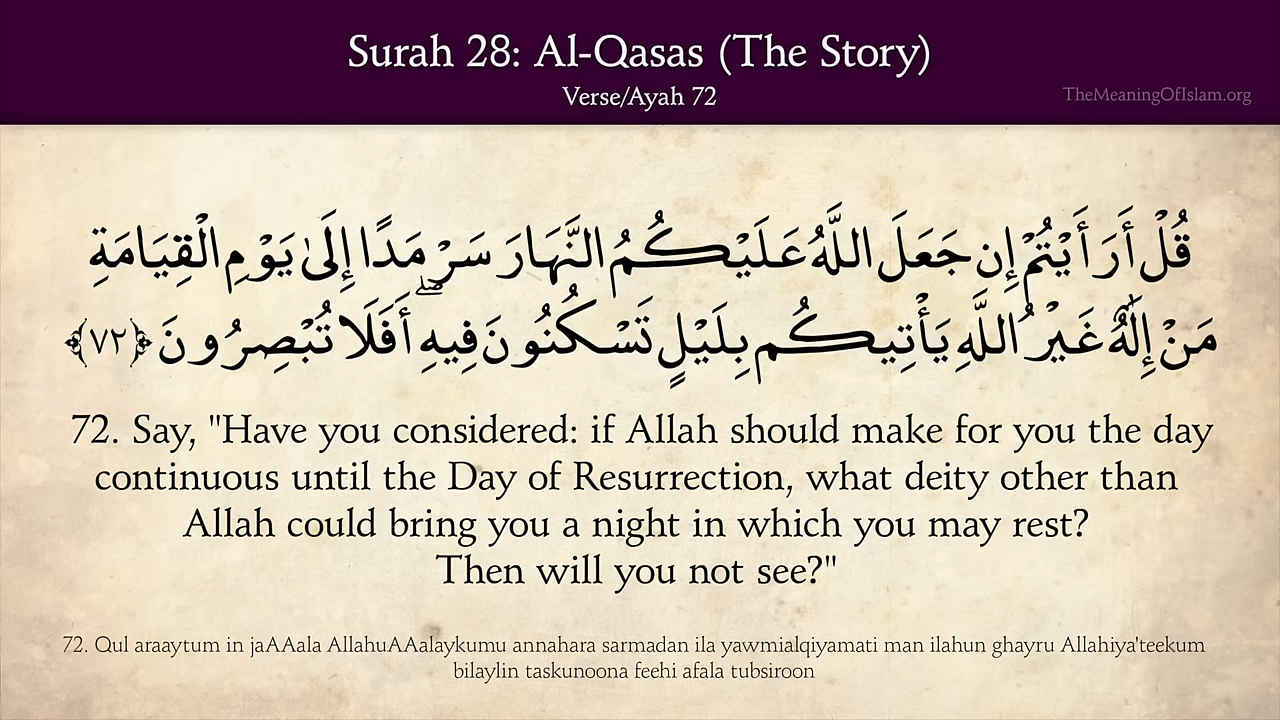 Surah 28: Al-Qasas (The Story)
Verse/Ayah 72
TheMeaningOfIslam.org
قُلْ أَرَأَيْتُمْ إِن جَعَلَ اللَّهُ عَلَيْكُمُ النَّهَارَ سَرْمَدًا إِلَىٰ يَوْمِ الْقِيَامَةِ
مَنْ إِلَٰهٌ غَيْرُ اللَّهِ يَأْتِيكُم بِلَيْلٍ تَسْكُنُونَ فِيهِ ۖ أَفَلَا تُبْصِرُونَ ﴿٧٢﴾
72. Say, "Have you considered: if Allah should make for you the day
continuous until the Day of Resurrection, what deity other than
Allah could bring you a night in which you may rest?
Then will you not see?"
72. Qul araaytum in jaAAala AllahuAAalaykumu annahara sarmadan ila yawmialqiyamati man ilahun ghayru Allahiya'teekum
bilaylin taskunoona feehi afala tubsiroon